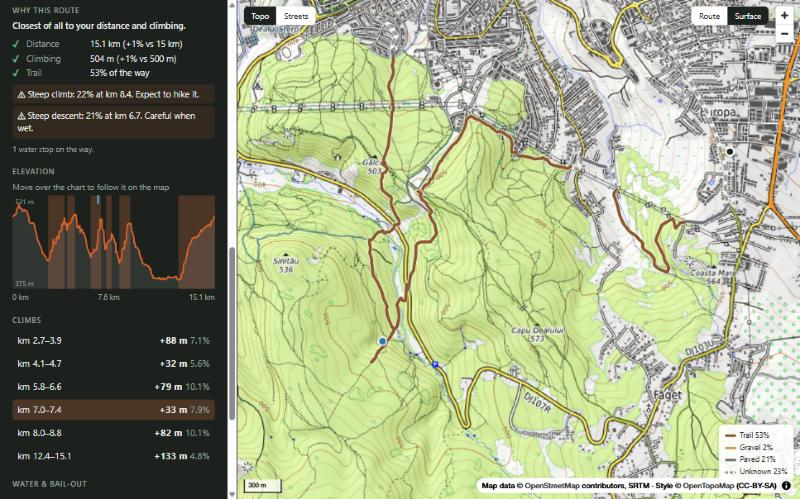 WHY THIS ROUTE
Closest of all to your distance and climbing.
✓ Distance 15.1 km (+1% vs 15 km)
✓ Climbing 504 m (+1% vs 500 m)
✓ Trail 53% of the way
⚠ Steep climb: 22% at km 8.4. Expect to hike it.
⚠ Steep descent: 21% at km 6.7. Careful when
wet.
1 water stop on the way.
ELEVATION
Move over the chart to follow it on the map
531 m
375 m
0 km 7.6 km 15.1 km
CLIMBS
km 2.7–3.9 +88 m 7.1%
km 4.1–4.7 +32 m 5.6%
km 5.8–6.6 +79 m 10.1%
km 7.0–7.4 +33 m 7.9%
km 8.0–8.8 +82 m 10.1%
km 12.4–15.1 +133 m 4.8%
WATER & BAIL-OUT
Topo Streets
Route Surface
+
−
503
Sinitău
536
Coasta Mare
564
Capu Dealului
573
DJ103U
Făget
DJ107R
Trail 53%
Gravel 2%
Paved 21%
Unknown 23%
300 m
Map data © OpenStreetMap contributors, SRTM · Style © OpenTopoMap (CC-BY-SA)